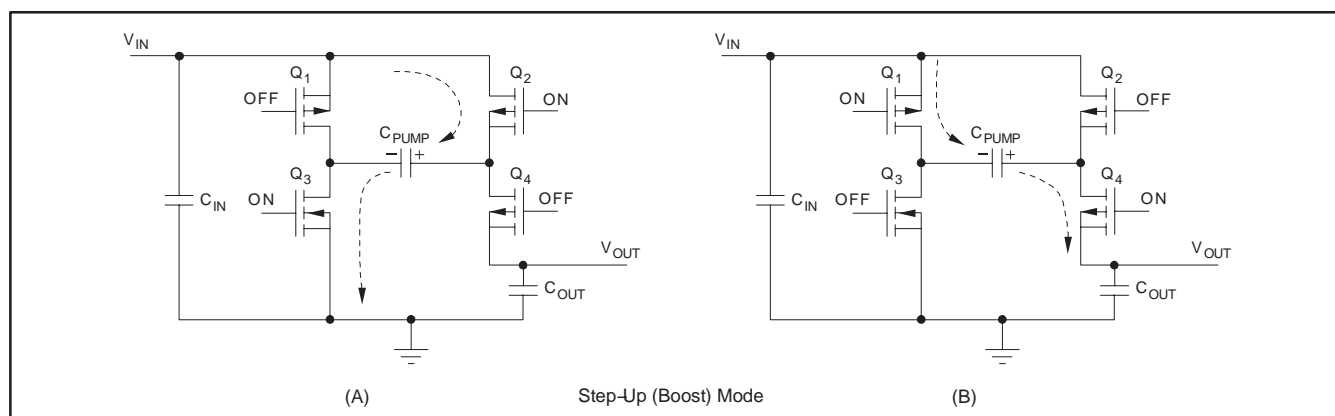 V_IN
Q_1
Q_2
OFF
ON
C_PUMP
− +
Q_3
Q_4
C_IN
ON
OFF
V_OUT
C_OUT
(A)
V_IN
Q_1
Q_2
ON
OFF
C_PUMP
− +
Q_3
Q_4
C_IN
OFF
ON
V_OUT
C_OUT
Step−Up (Boost) Mode
(B)